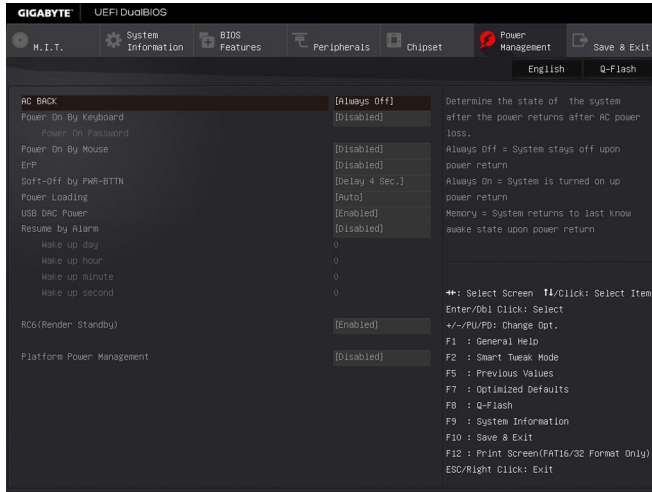 GIGABYTE™ UEFI DualBIOS
M.I.T.
System Information
BIOS Features
Peripherals
Chipset
Power Management
Save & Exit
English
Q-Flash
AC BACK [Always Off]
Power On By Keyboard [Disabled]
Power On Password
Power On By Mouse [Disabled]
ErP [Disabled]
Soft-Off by PWR-BTTN [Delay 4 Sec.]
Power Loading [Auto]
USB DAC Power [Enabled]
Resume by Alarm [Disabled]
Wake up day 0
Wake up hour 0
Wake up minute 0
Wake up second 0
RC6(Render Standby) [Enabled]
Platform Power Management [Disabled]
Determine the state of the system
after the power returns after AC power
loss.
Always Off = System stays off upon
power return
Always On = System is turned on up
power return
Memory = System returns to last know
awake state upon power return
→←: Select Screen ↑↓/Click: Select Item
Enter/Dbl Click: Select
+/-/PU/PD: Change Opt.
F1 : General Help
F2 : Smart Tweak Mode
F5 : Previous Values
F7 : Optimized Defaults
F8 : Q-Flash
F9 : System Information
F10 : Save & Exit
F12 : Print Screen(FAT16/32 Format Only)
ESC/Right Click: Exit